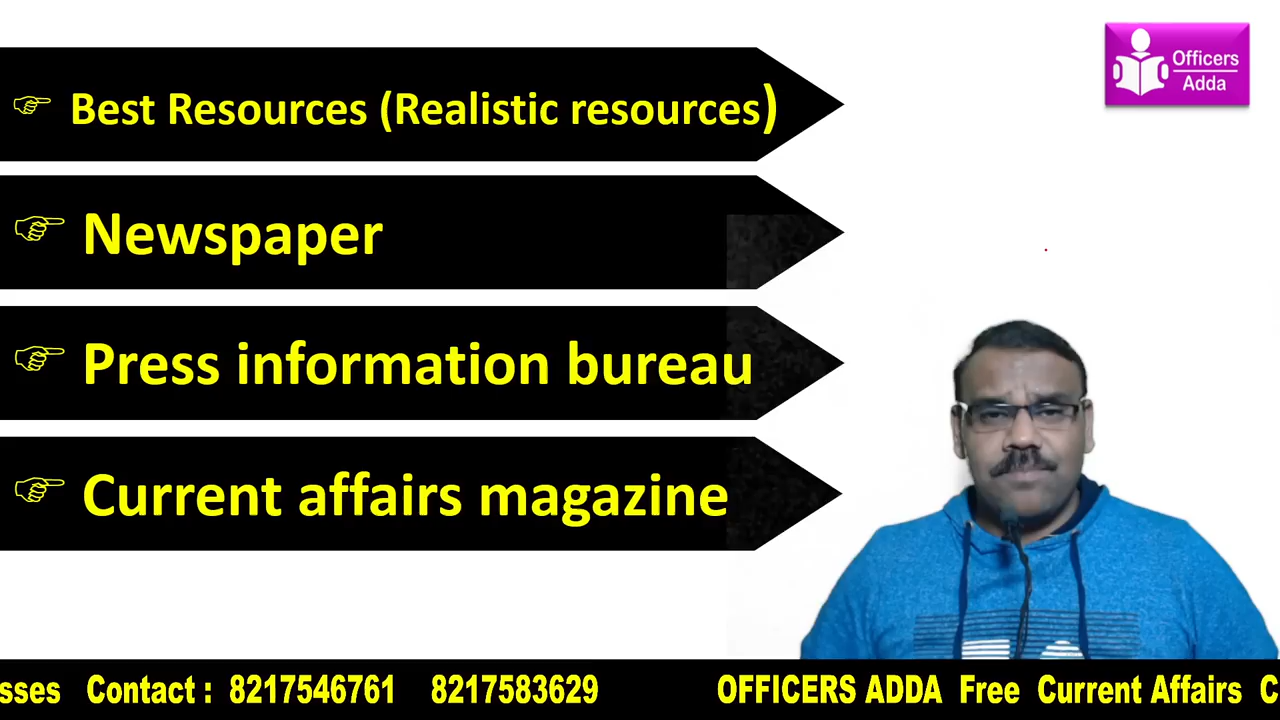 Best Resources (Realistic resources)
Officers
Adda
Newspaper
Press information bureau
Current affairs magazine
Contact : 8217546761 8217583629 OFFICERS ADDA Free Current Affairs